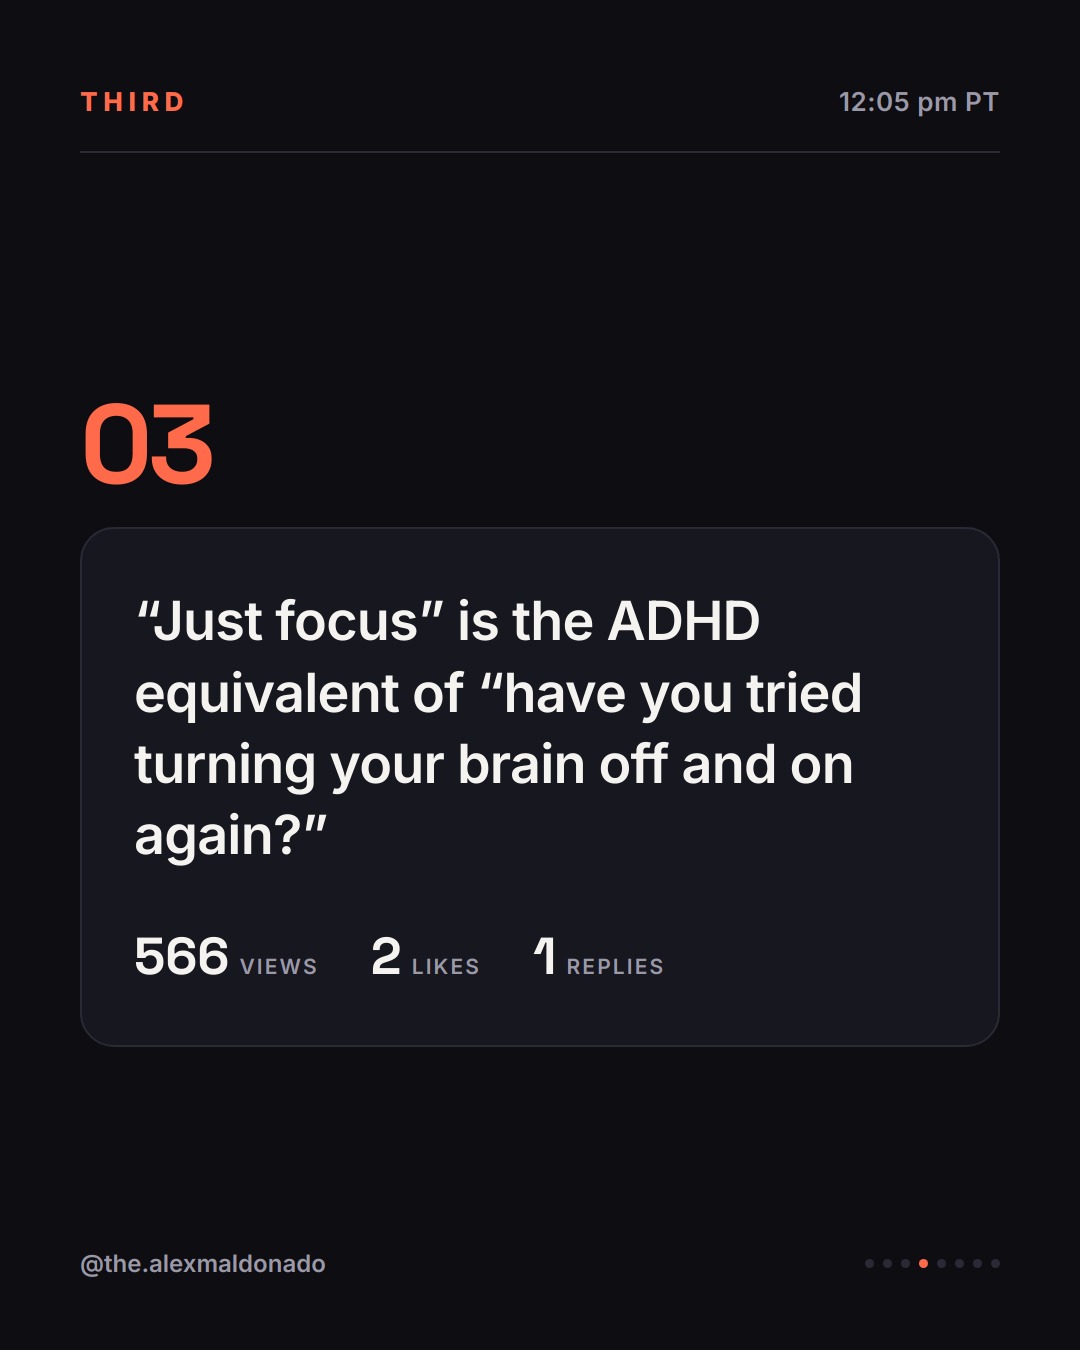 THIRD
12:05 pm PT
03
“Just focus” is the ADHD
equivalent of “have you tried
turning your brain off and on
again?”
566 VIEWS 2 LIKES 1 REPLIES
@the.alexmaldonado